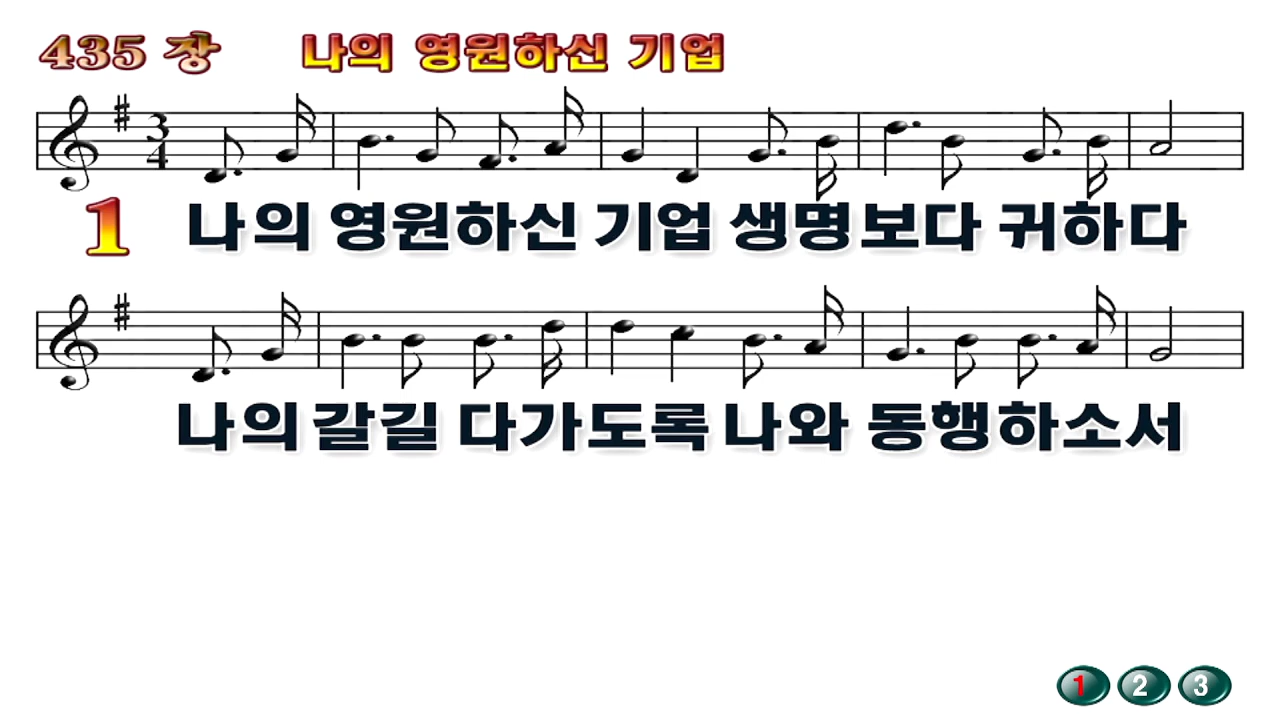 435 장 나의 영원하신 기업
3
4
1 나의 영원하신 기업 생명보다 귀하다
나의 갈길 다가도록 나와 동행하소서
1 2 3